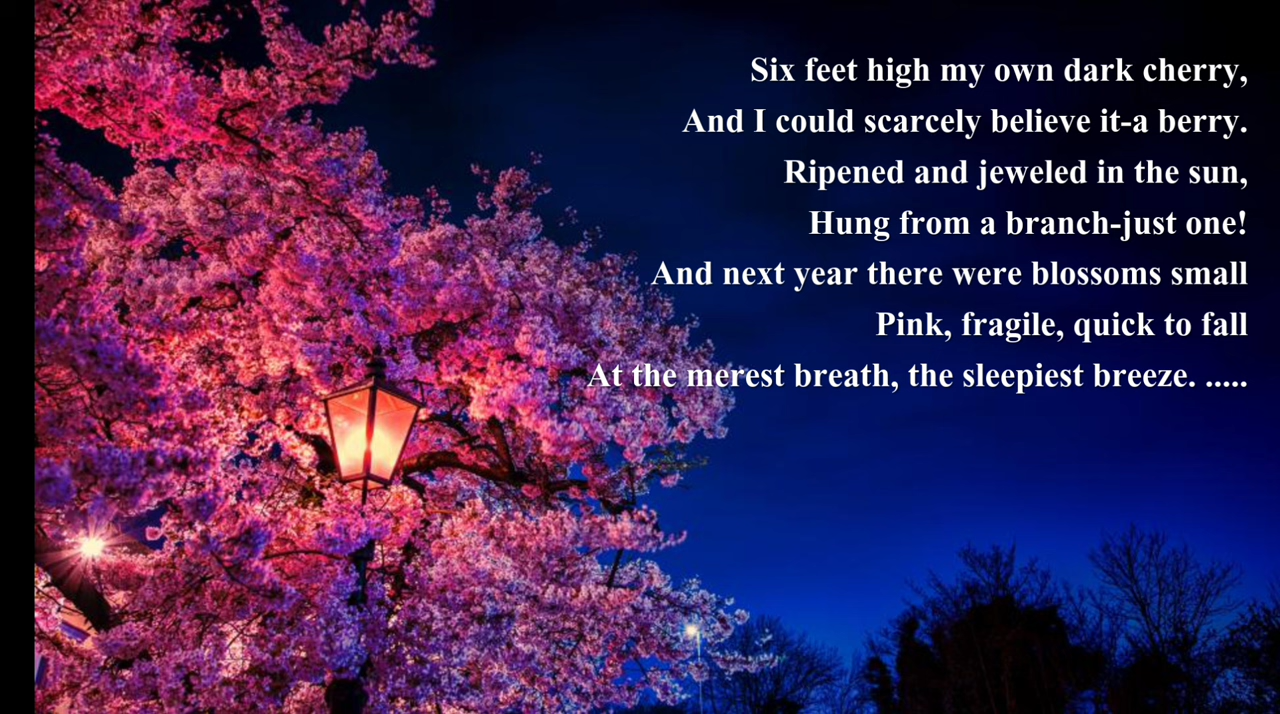 Six feet high my own dark cherry,
And I could scarcely believe it-a berry.
Ripened and jeweled in the sun,
Hung from a branch-just one!
And next year there were blossoms small
Pink, fragile, quick to fall
At the merest breath, the sleepiest breeze. .....